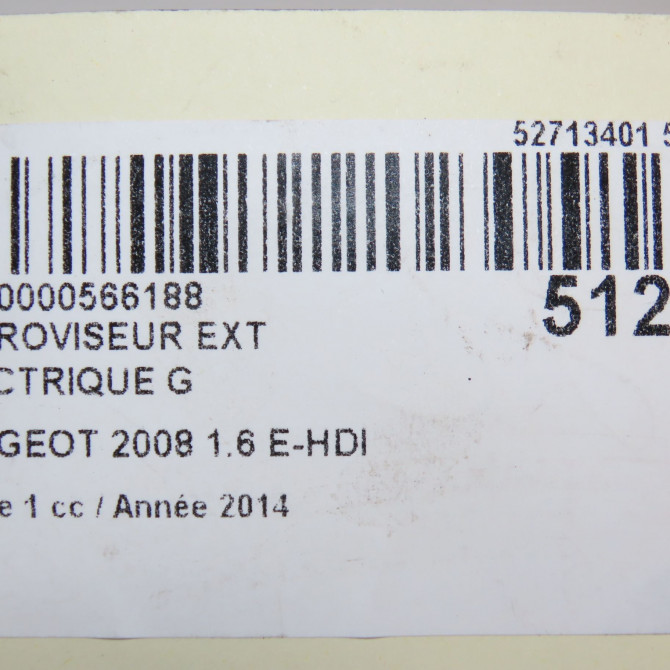 52713401 5
0000566188
512
ROVISEUR EXT
CTRIQUE G
GEOT 2008 1.6 E-HDI
e 1 cc / Année 2014